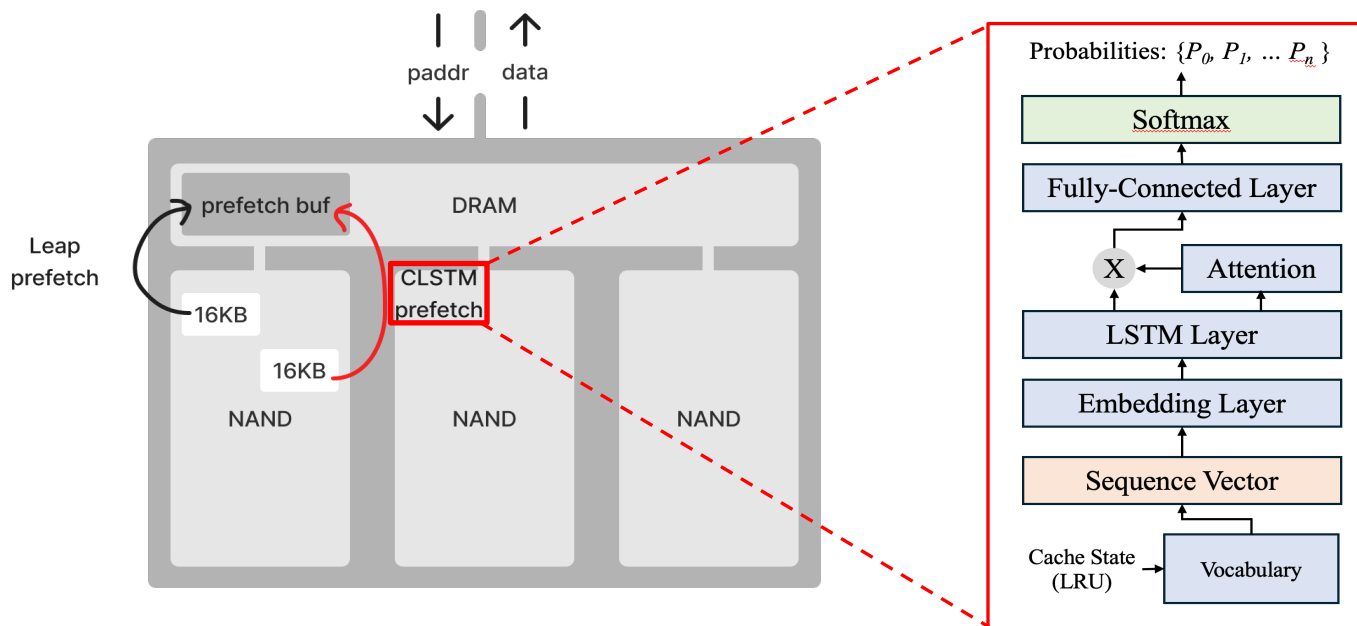 paddr
data
prefetch buf
DRAM
Leap
prefetch
CLSTM
prefetch
16KB
16KB
NAND
NAND
NAND
Probabilities: {P0, P1, ... Pn }
Softmax
Fully-Connected Layer
X
Attention
LSTM Layer
Embedding Layer
Sequence Vector
Cache State
(LRU)
Vocabulary